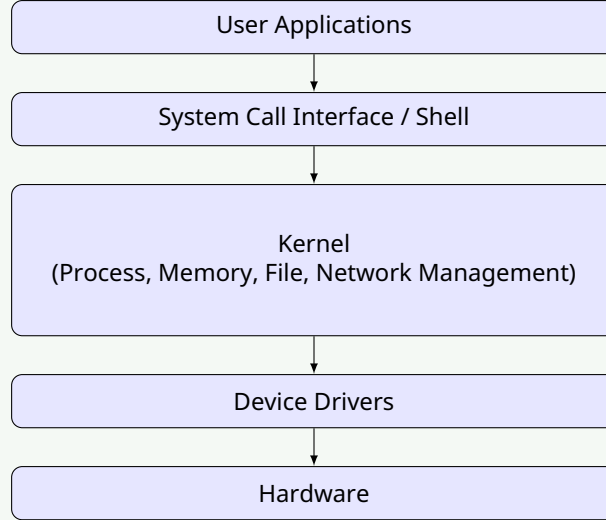 User Applications
System Call Interface / Shell
Kernel
(Process, Memory, File, Network Management)
Device Drivers
Hardware